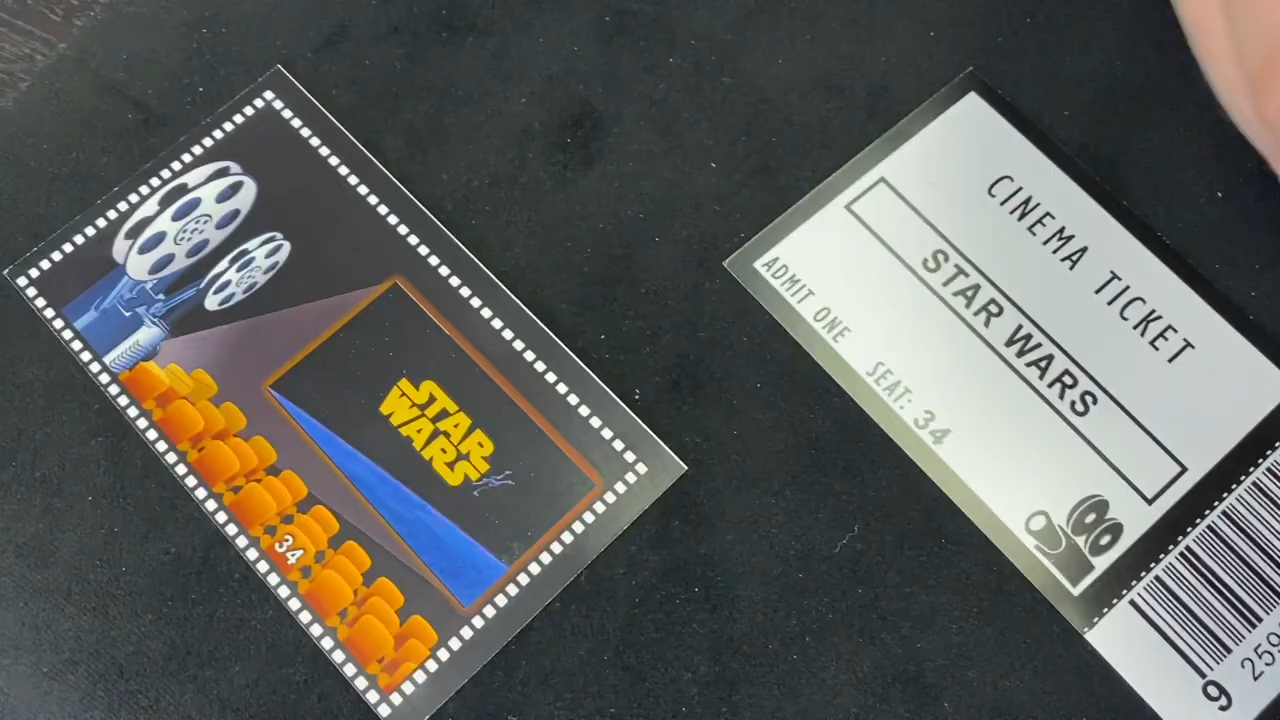 STAR
WARS
34
CINEMA TICKET
STAR WARS
ADMIT ONE SEAT: 34
9